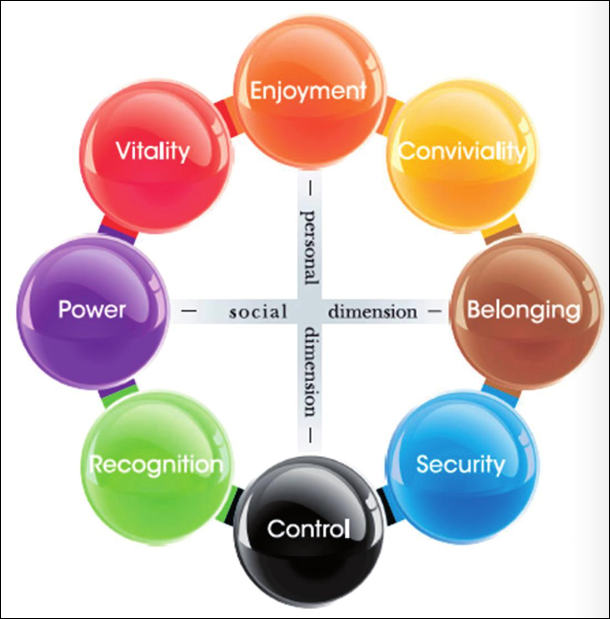 Enjoyment
Vitality
Conviviality
personal
Power
social dimension
Belonging
dimension
Recognition
Security
Control